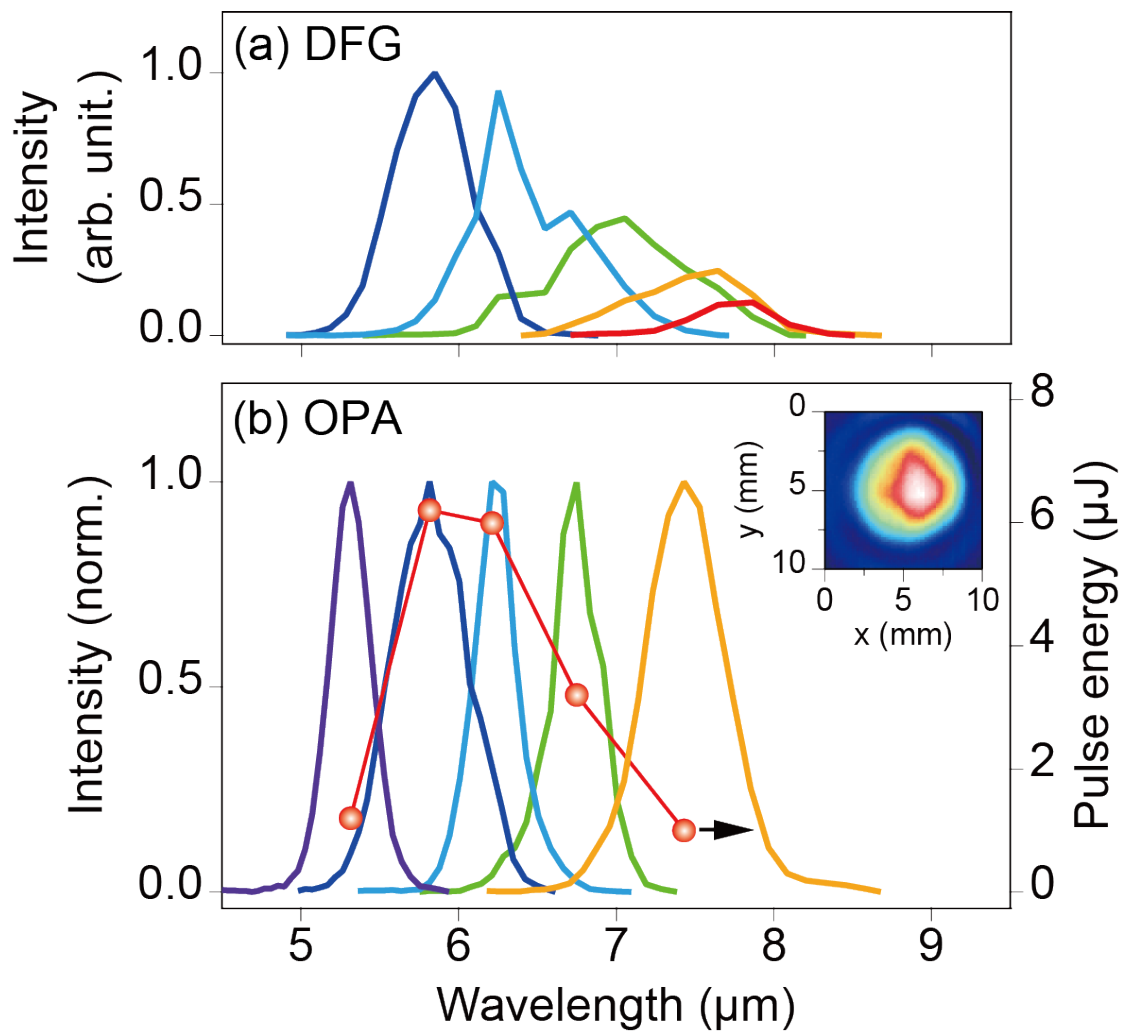 (a) DFG
Intensity
(arb. unit.)
1.0
0.5
0.0
(b) OPA
Intensity (norm.)
1.0
0.5
0.0
8
6
4
2
0
Pulse energy (µJ)
0
5
10
y (mm)
0 5 10
x (mm)
5 6 7 8 9
Wavelength (µm)